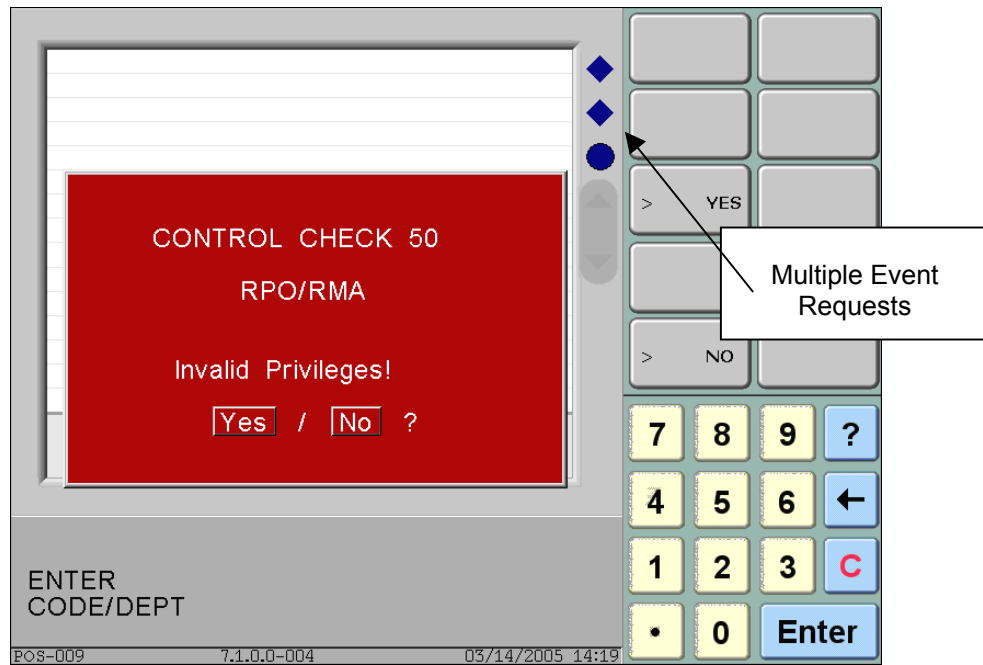 CONTROL CHECK 50
RPO/RMA
Invalid Privileges!
Yes / No ?
ENTER
CODE/DEPT
POS-009 7.1.0.0-004 03/14/2005 14:19
> YES
> NO
Multiple Event
Requests
7 8 9 ?
4 5 6 ←
1 2 3 C
• 0 Enter